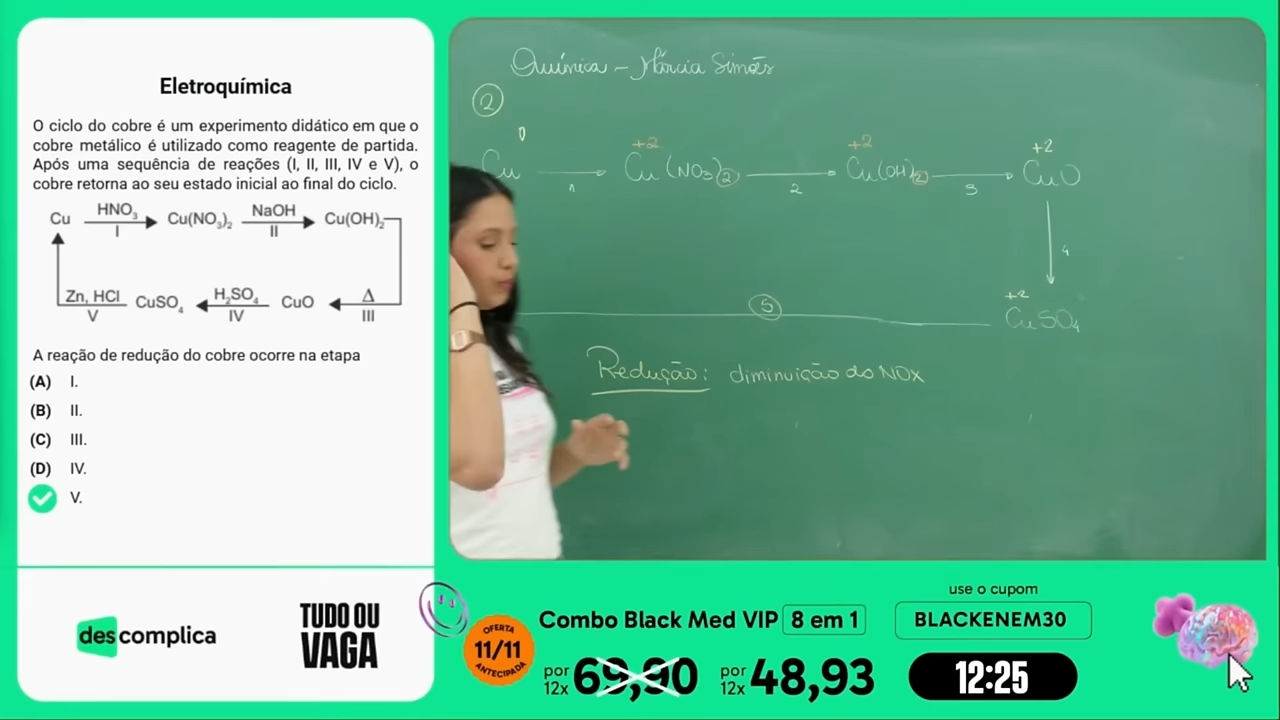 Eletroquímica
O ciclo do cobre é um experimento didático em que o
cobre metálico é utilizado como reagente de partida.
Após uma sequência de reações (I, II, III, IV e V), o
cobre retorna ao seu estado inicial ao final do ciclo.
Cu HNO₃ I Cu(NO₃)₂ NaOH II Cu(OH)₂
Zn, HCl V CuSO₄ H₂SO₄ IV CuO Δ III
A reação de redução do cobre ocorre na etapa
(A) I.
(B) II.
(C) III.
(D) IV.
V.
Química - Márcia Simões
2
0 +2 +2 +2
Cu 1 Cu(NO3)2 2 Cu(OH)2 3 CuO
4
+2
5 CuSO4
Redução: diminuição do NOX
descomplica
TUDO OU
VAGA
OFERTA
11/11
ANTECIPADA
Combo Black Med VIP 8 em 1
por
12x 69,90
por
12x 48,93
use o cupom
BLACKENEM30
12:25